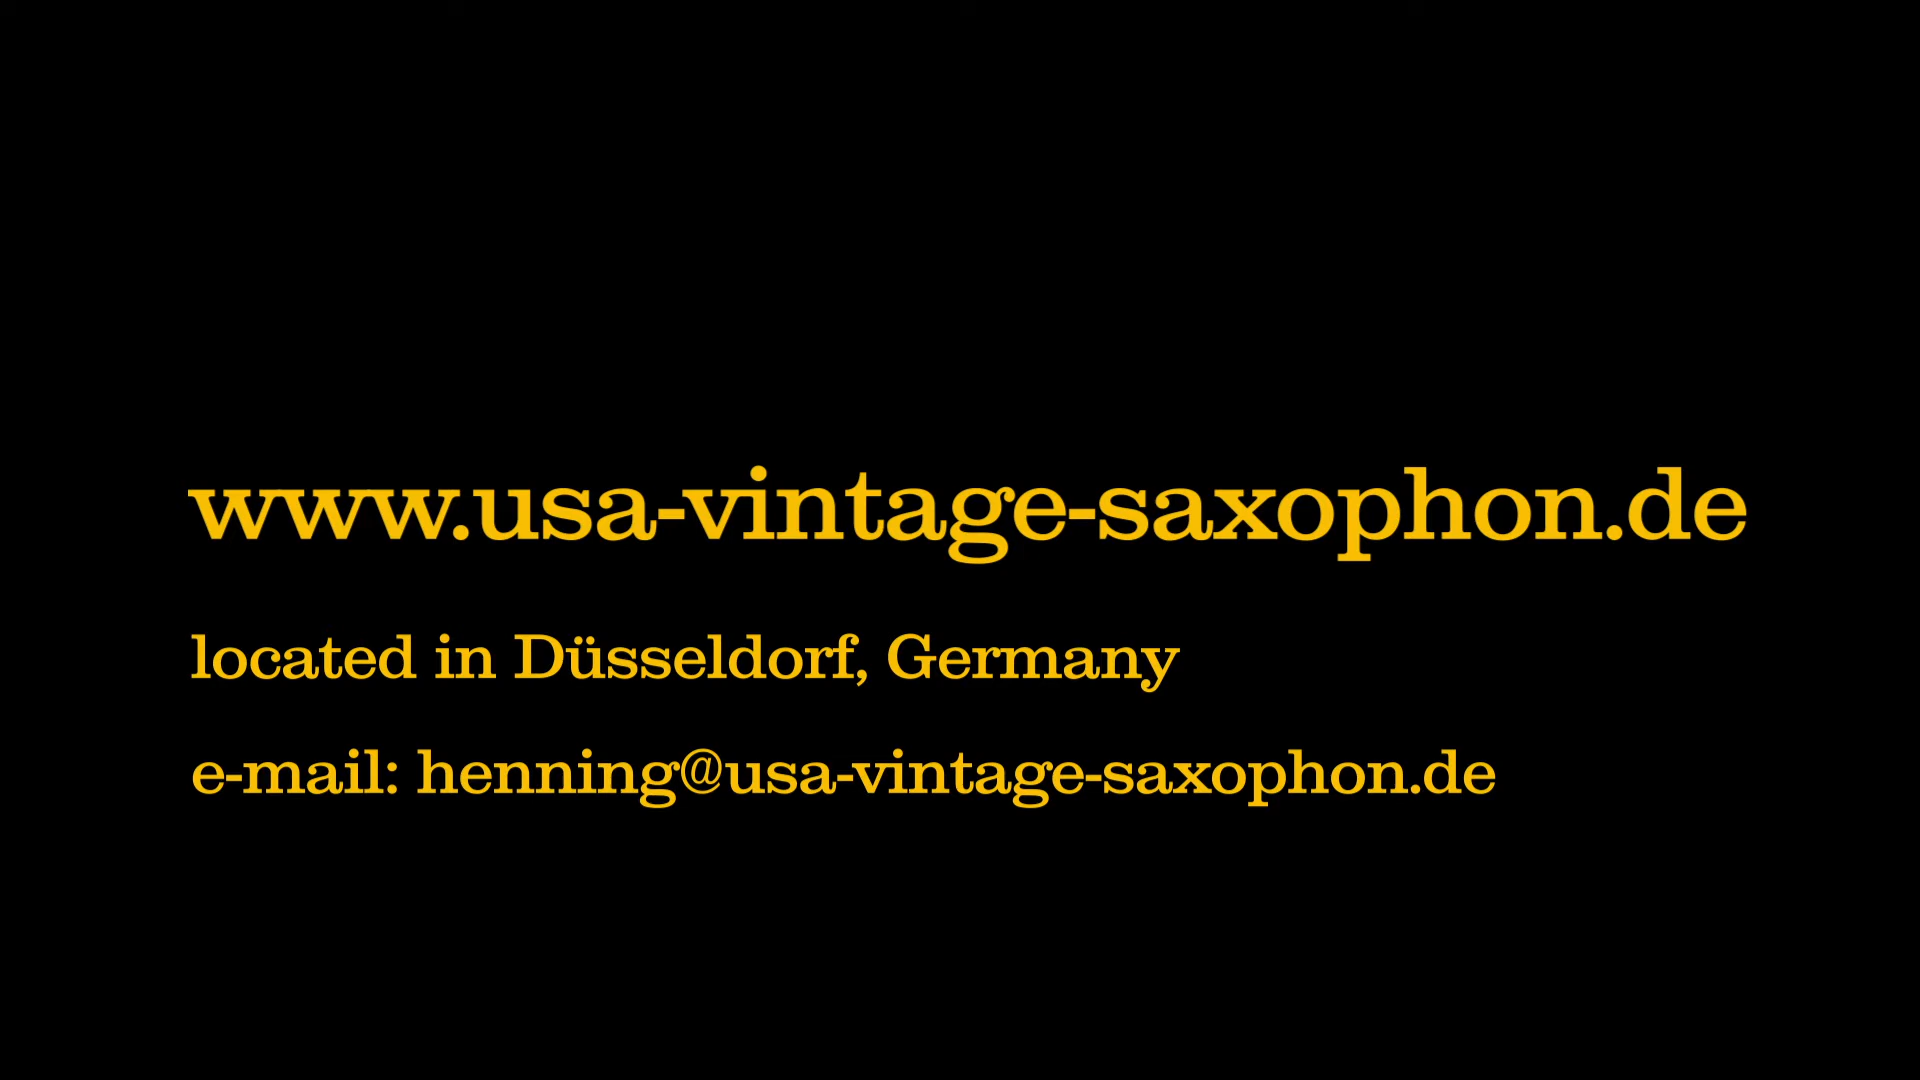 www.usa-vintage-saxophon.de
located in Düsseldorf, Germany
e-mail: henning@usa-vintage-saxophon.de